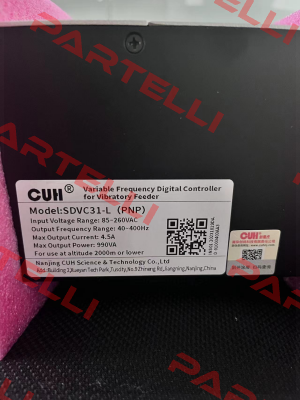 PARTELLI
CUH® Variable Frequency Digital Controller
for Vibratory Feeder
Model:SDVC31-L (PNP)
Input Voltage Range: 85-260VAC
Output Frequency Range: 40-400Hz
Max Output Current: 4.5A
Max Output Power: 990VA
For use at altitude 2000m or lower
Nanjing CUH Science & Technology Co., Ltd
CUH
PARTELLI